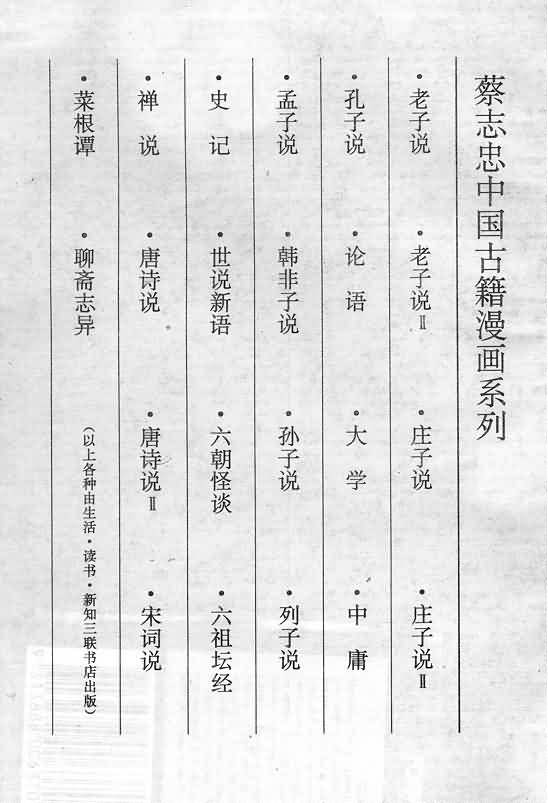 蔡志忠中国古籍漫画系列
•老子说 •老子说Ⅱ •庄子说 •庄子说Ⅱ
•孔子说 •论语 •大学 •中庸
•孟子说 •韩非子说 •孙子说 •列子说
•史记 •世说新语 •六朝怪谈 •六祖坛经
•禅说 •唐诗说 •唐诗说Ⅱ •宋词说
•菜根谭 •聊斋志异 (以上各种由生活·读书·新知三联书店出版)